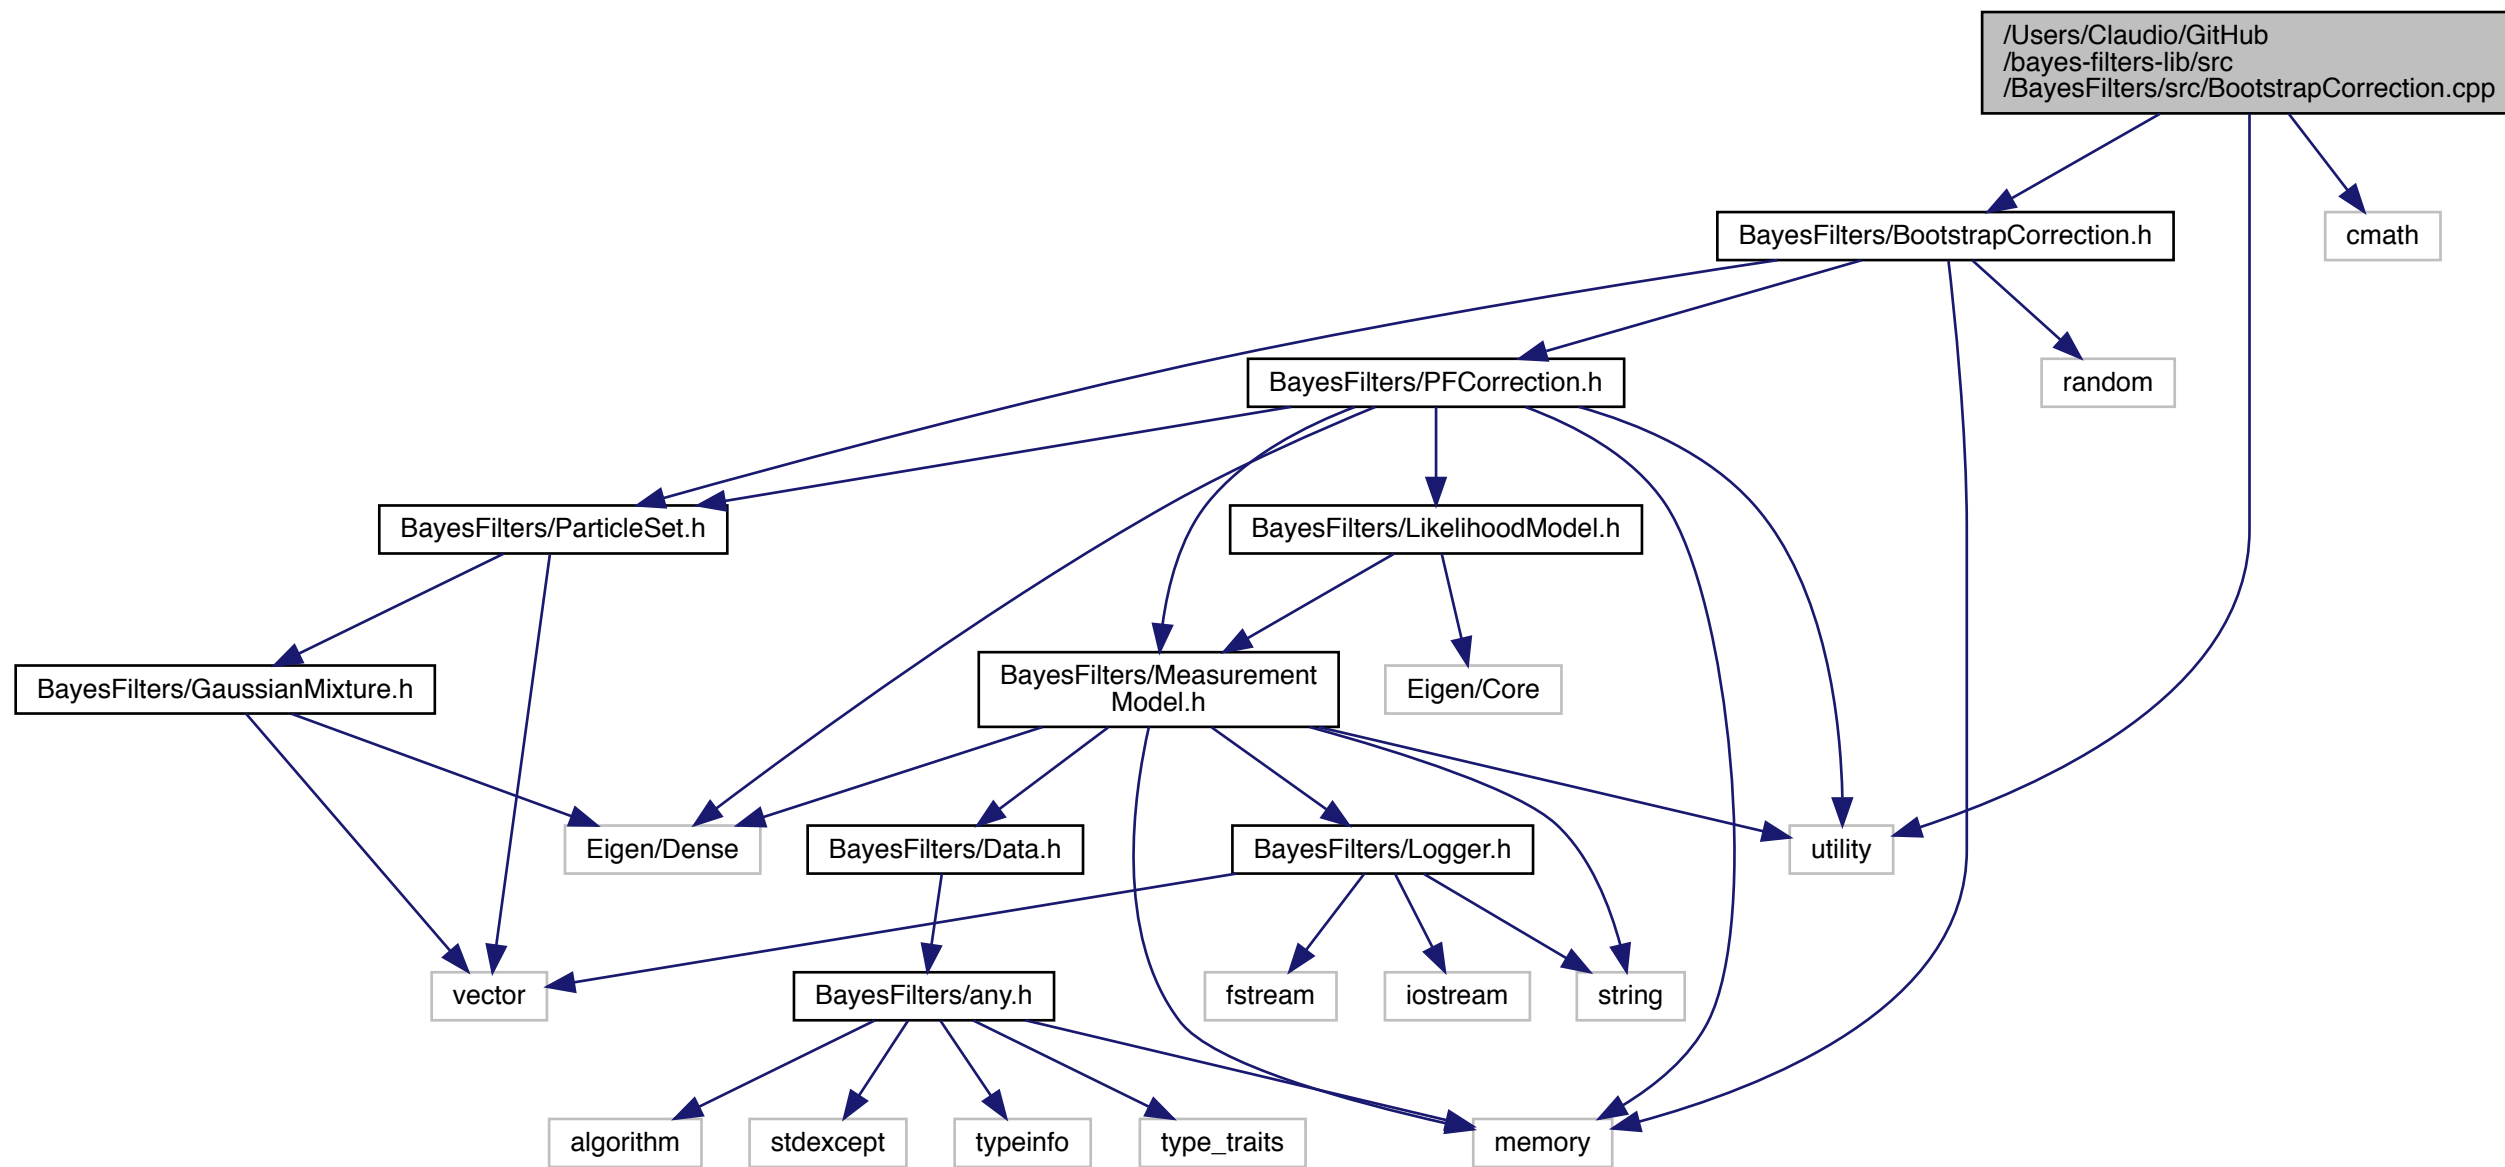 /Users/Claudio/GitHub
/bayes-filters-lib/src
/BayesFilters/src/BootstrapCorrection.cpp
BayesFilters/BootstrapCorrection.h
cmath
BayesFilters/PFCorrection.h
random
BayesFilters/ParticleSet.h
BayesFilters/LikelihoodModel.h
BayesFilters/GaussianMixture.h
BayesFilters/Measurement
Model.h
Eigen/Core
Eigen/Dense
BayesFilters/Data.h
BayesFilters/Logger.h
utility
vector
BayesFilters/any.h
fstream
iostream
string
algorithm
stdexcept
typeinfo
type_traits
memory